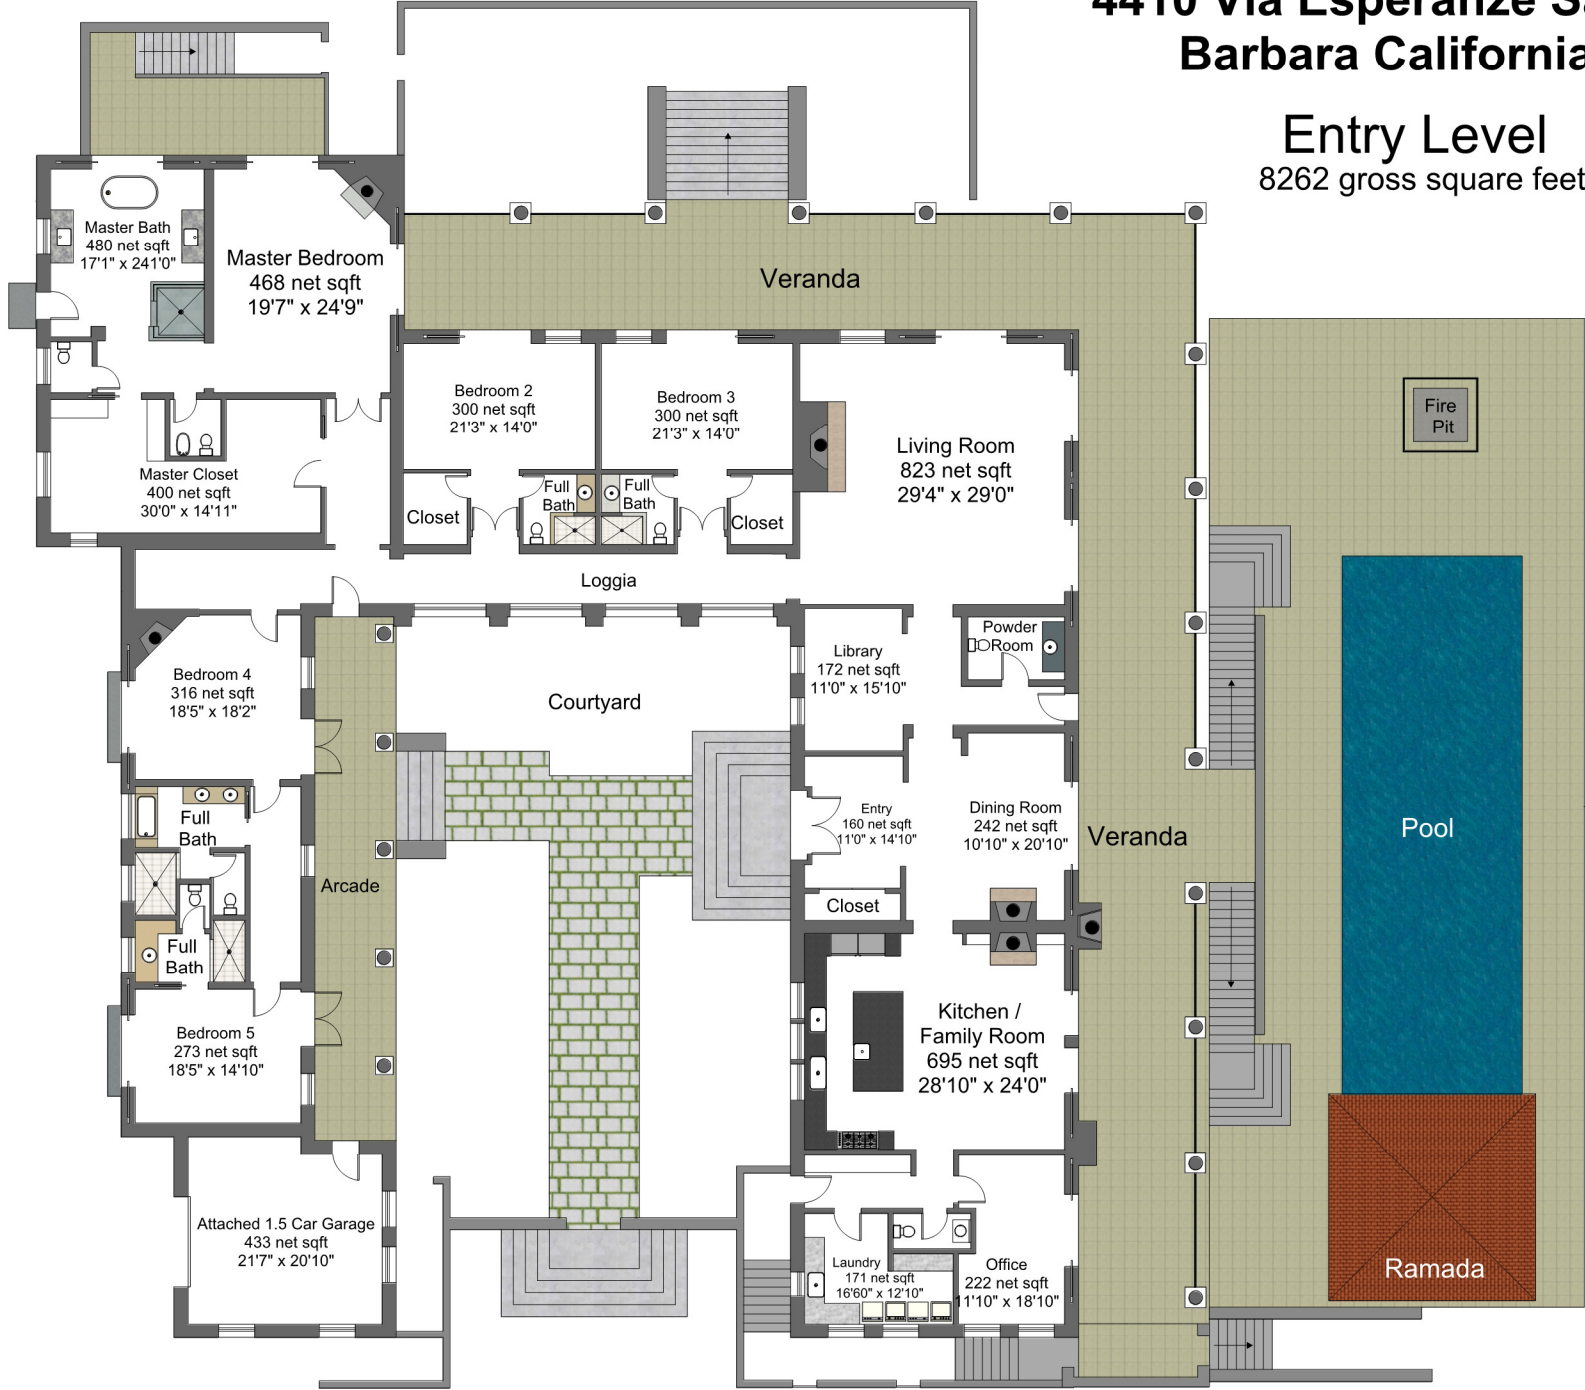 4410 Via Esperanze Sa
Barbara California
Entry Level
8262 gross square feet
Master Bath
480 net sqft
17'1" x 241'0"
Master Bedroom
468 net sqft
19'7" x 24'9"
Veranda
Bedroom 2
300 net sqft
21'3" x 14'0"
Bedroom 3
300 net sqft
21'3" x 14'0"
Living Room
823 net sqft
29'4" x 29'0"
Fire
Pit
Master Closet
400 net sqft
30'0" x 14'11"
Closet
Full
Bath
Full
Bath
Closet
Loggia
Bedroom 4
316 net sqft
18'5" x 18'2"
Courtyard
Library
172 net sqft
11'0" x 15'10"
Powder
Room
Full
Bath
Arcade
Entry
160 net sqft
11'0" x 14'10"
Dining Room
242 net sqft
10'10" x 20'10"
Veranda
Pool
Closet
Full
Bath
Bedroom 5
273 net sqft
18'5" x 14'10"
Kitchen /
Family Room
695 net sqft
28'10" x 24'0"
Attached 1.5 Car Garage
433 net sqft
21'7" x 20'10"
Laundry
171 net sqft
16'60" x 12'10"
Office
222 net sqft
11'10" x 18'10"
Ramada